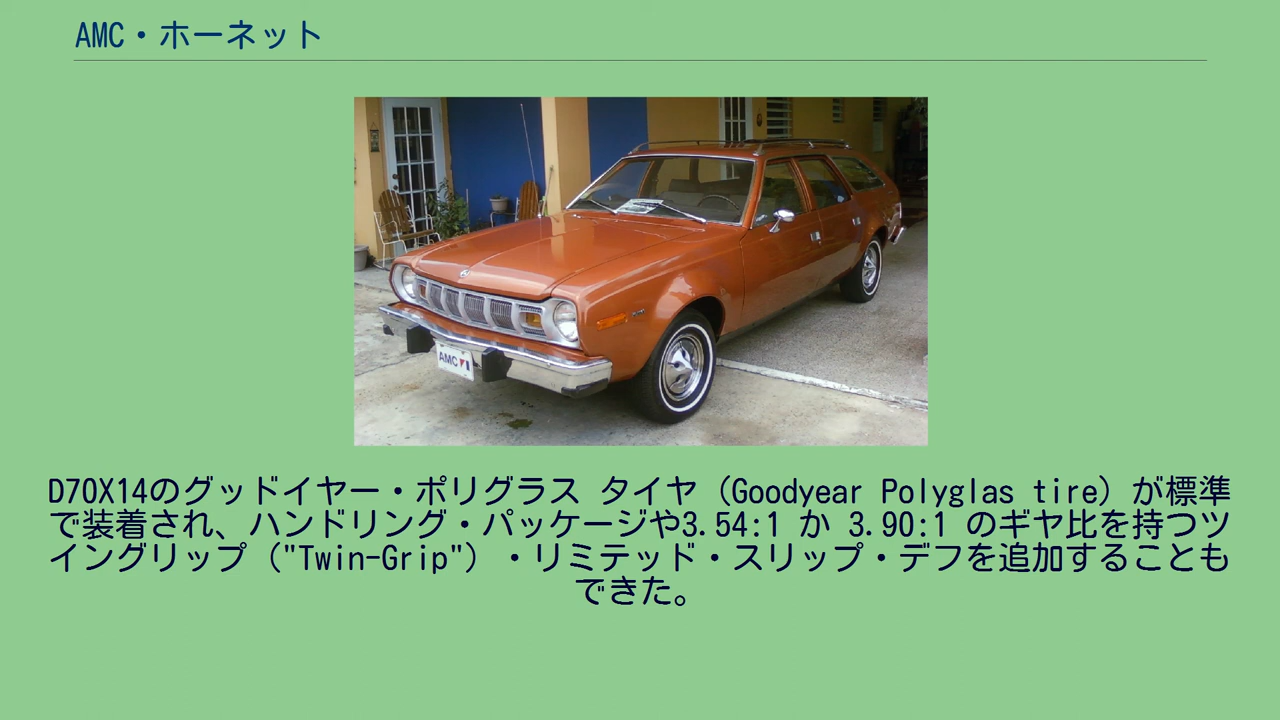 AMC・ホーネット
AMC
D70X14のグッドイヤー・ポリグラス タイヤ（Goodyear Polyglas tire）が標準
で装着され、ハンドリング・パッケージや3.54:1 か 3.90:1 のギヤ比を持つツ
イングリップ（"Twin-Grip"）・リミテッド・スリップ・デフを追加することも
できた。